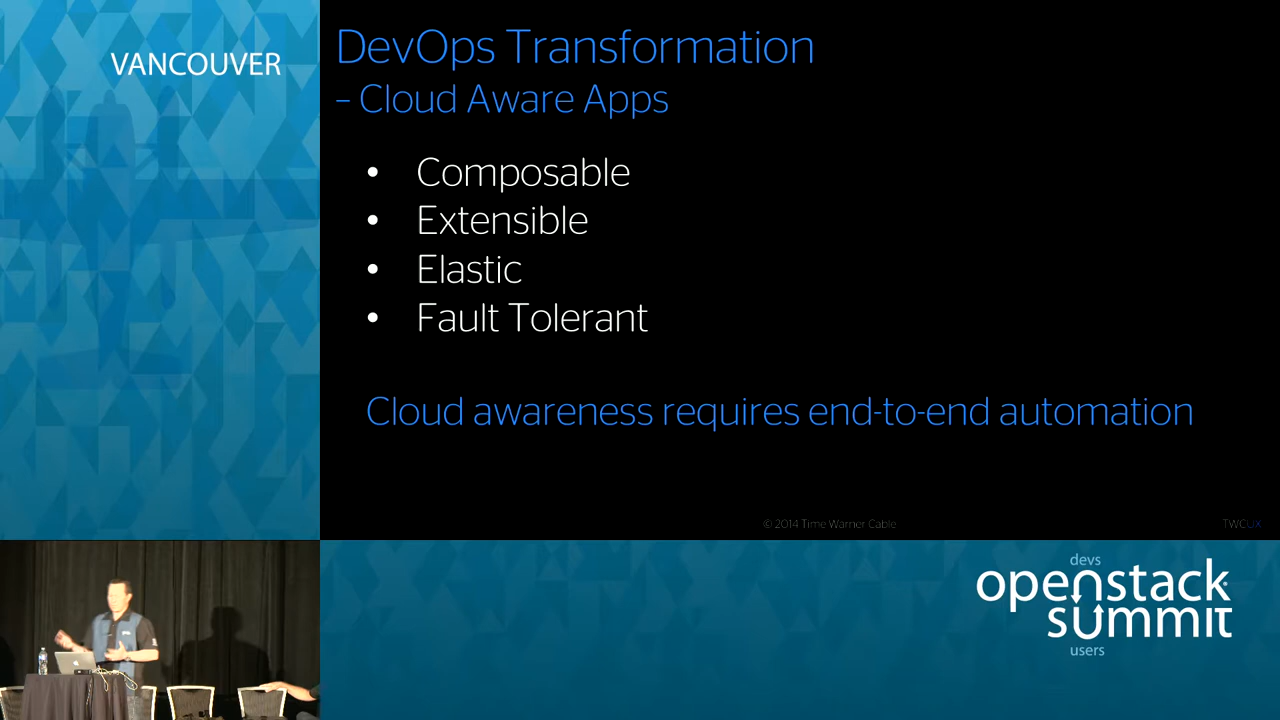 VANCOUVER
DevOps Transformation
– Cloud Aware Apps
• Composable
• Extensible
• Elastic
• Fault Tolerant
Cloud awareness requires end-to-end automation
© 2014 Time Warner Cable
TWCUX
devs
openstack
summit
users